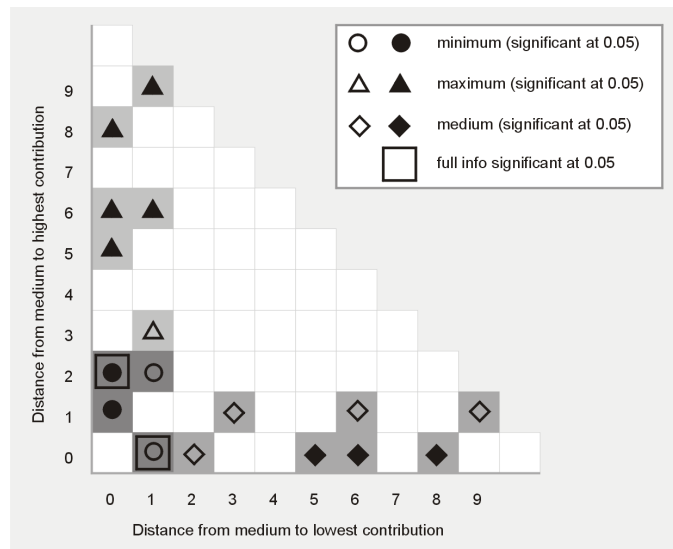 minimum (significant at 0.05)
maximum (significant at 0.05)
medium (significant at 0.05)
full info significant at 0.05
Distance from medium to highest contribution
9
8
7
6
5
4
3
2
1
0
0 1 2 3 4 5 6 7 8 9
Distance from medium to lowest contribution